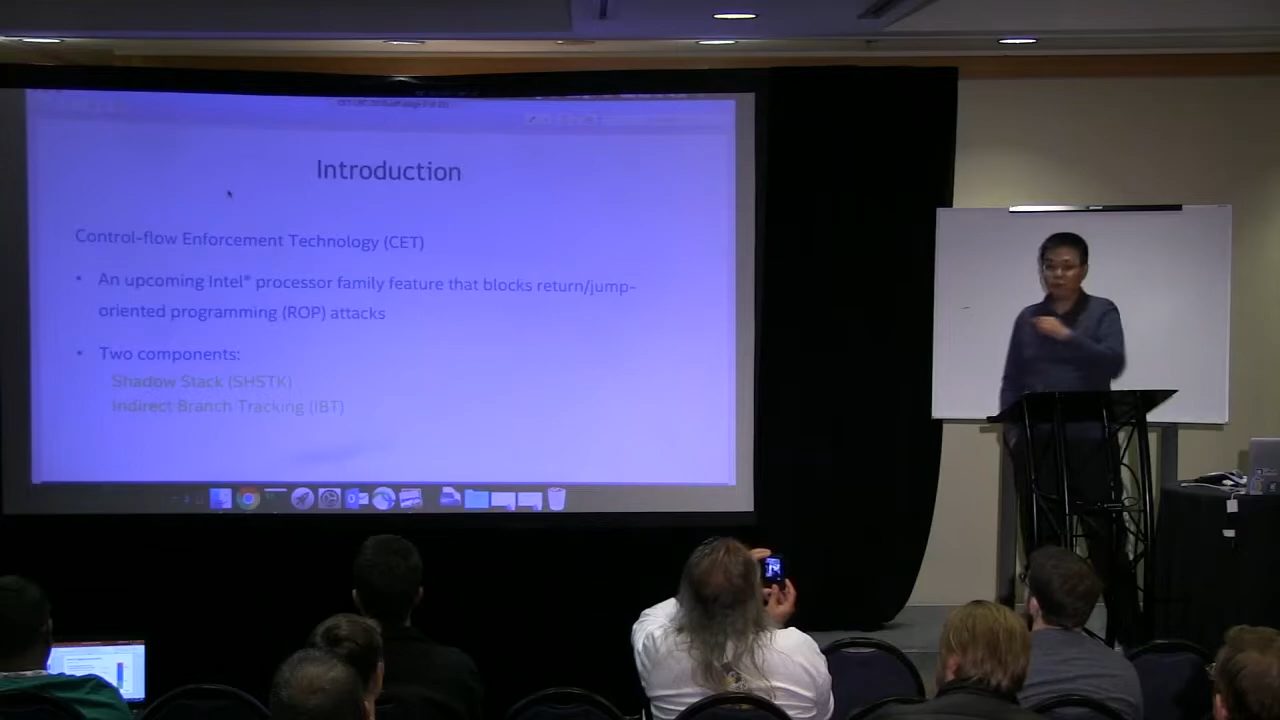 Introduction
Control-flow Enforcement Technology (CET)
• An upcoming Intel® processor family feature that blocks return/jump-
oriented programming (ROP) attacks
• Two components:
Shadow Stack (SHSTK)
Indirect Branch Tracking (IBT)